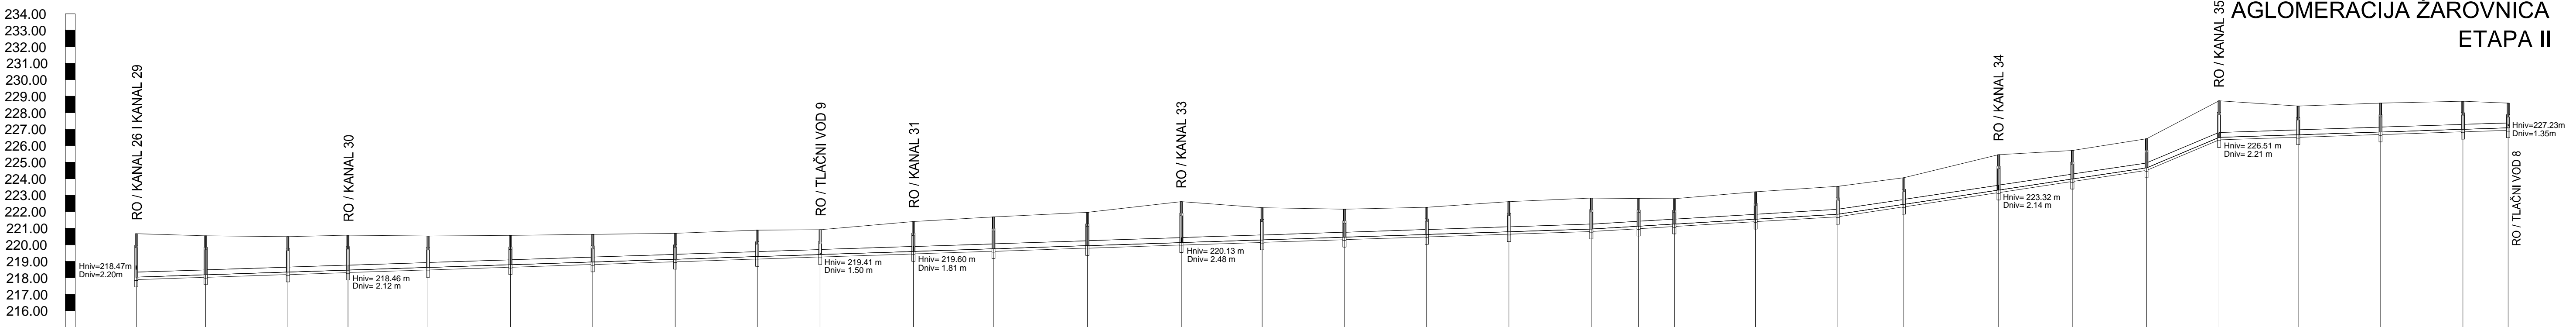 AGLOMERACIJA ŽAROVNICA
ETAPA II
234.00
233.00
232.00
231.00
230.00
229.00
228.00
227.00
226.00
225.00
224.00
223.00
222.00
221.00
220.00
219.00
218.00
217.00
216.00
RO / KANAL 26 I KANAL 29
Hniv=218.47m
Dniv=2.20m
RO / KANAL 30
Hniv= 218.46 m
Dniv= 2.12 m
RO / TLAČNI VOD 9
Hniv= 219.41 m
Dniv= 1.50 m
RO / KANAL 31
Hniv= 219.60 m
Dniv= 1.81 m
RO / KANAL 33
Hniv= 220.13 m
Dniv= 2.48 m
RO / KANAL 34
Hniv= 223.32 m
Dniv= 2.14 m
RO / KANAL 35
Hniv= 226.51 m
Dniv= 2.21 m
Hniv=227.23m
Dniv=1.35m
RO / TLAČNI VOD 8